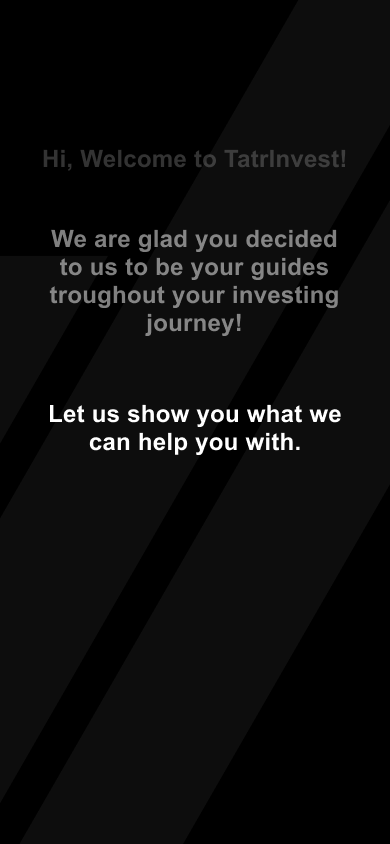 Hi, Welcome to TatrInvest!
We are glad you decided
to us to be your guides
troughout your investing
journey!
Let us show you what we
can help you with.